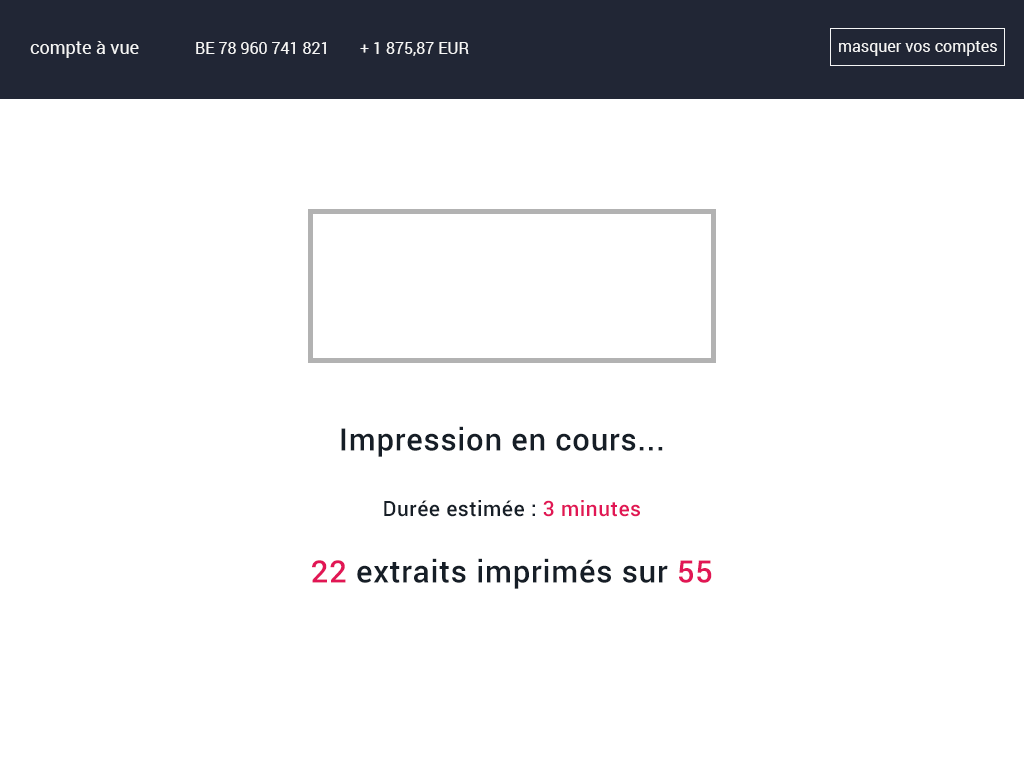 compte à vue BE 78 960 741 821 + 1 875,87 EUR masquer vos comptes
Impression en cours...
Durée estimée : 3 minutes
22 extraits imprimés sur 55